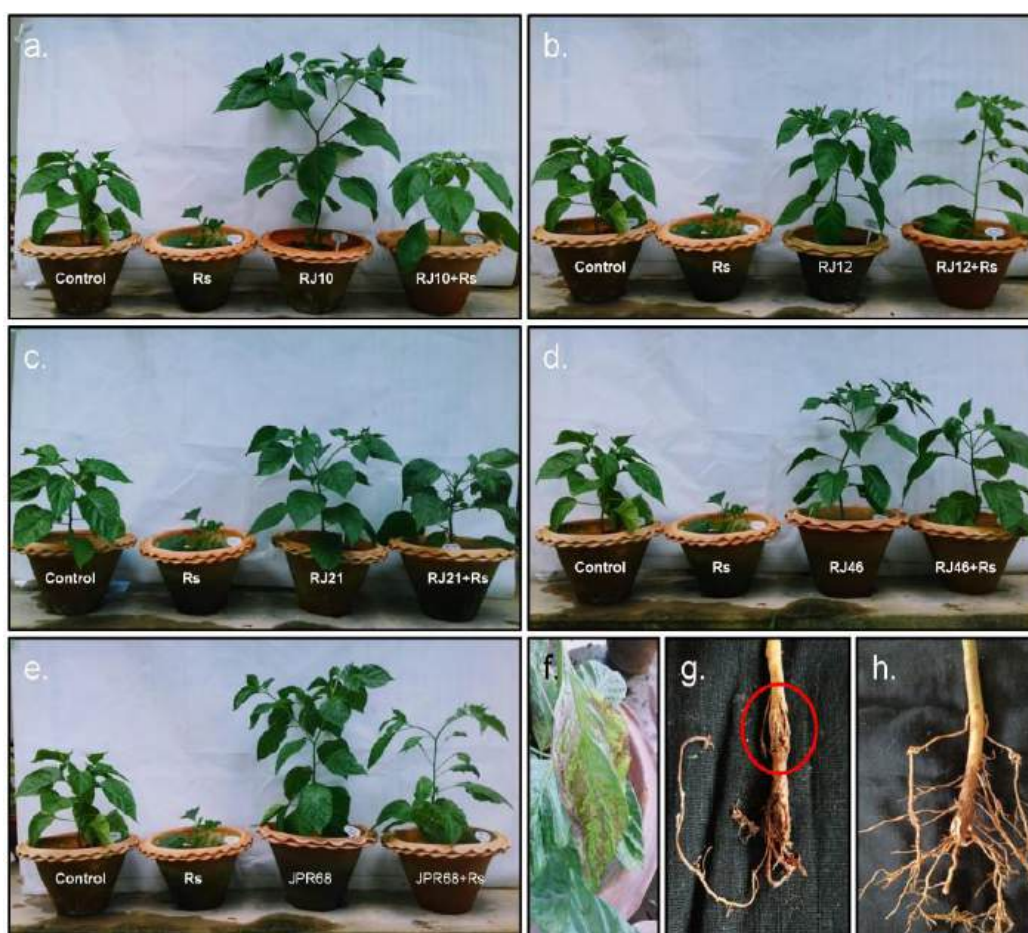 a.
Control Rs RJ10 RJ10+Rs
b.
Control Rs RJ12 RJ12+Rs
c.
Control Rs RJ21 RJ21+Rs
d.
Control Rs RJ46 RJ46+Rs
e.
Control Rs JPR68 JPR68+Rs
f.
g.
h.